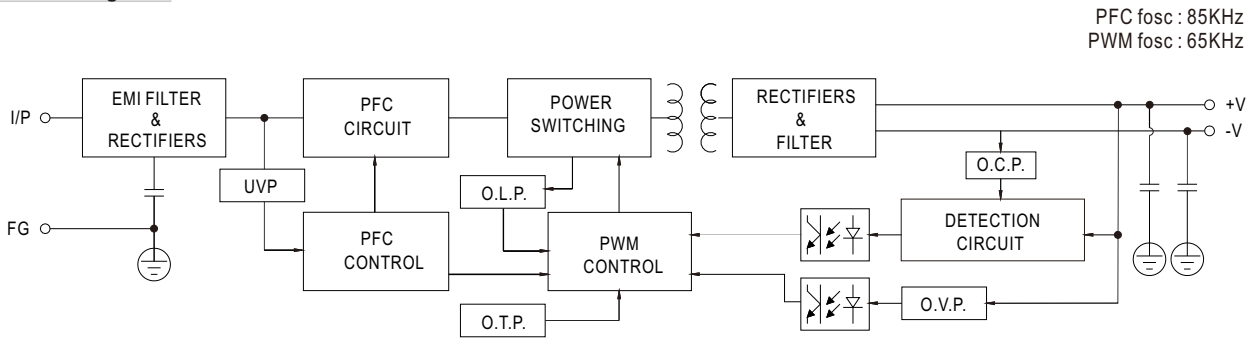 PFC fosc : 85KHz
PWM fosc : 65KHz
I/P
EMI FILTER
&
RECTIFIERS
PFC
CIRCUIT
POWER
SWITCHING
RECTIFIERS
&
FILTER
+V
-V
UVP
O.L.P.
O.C.P.
FG
PFC
CONTROL
PWM
CONTROL
DETECTION
CIRCUIT
O.T.P.
O.V.P.